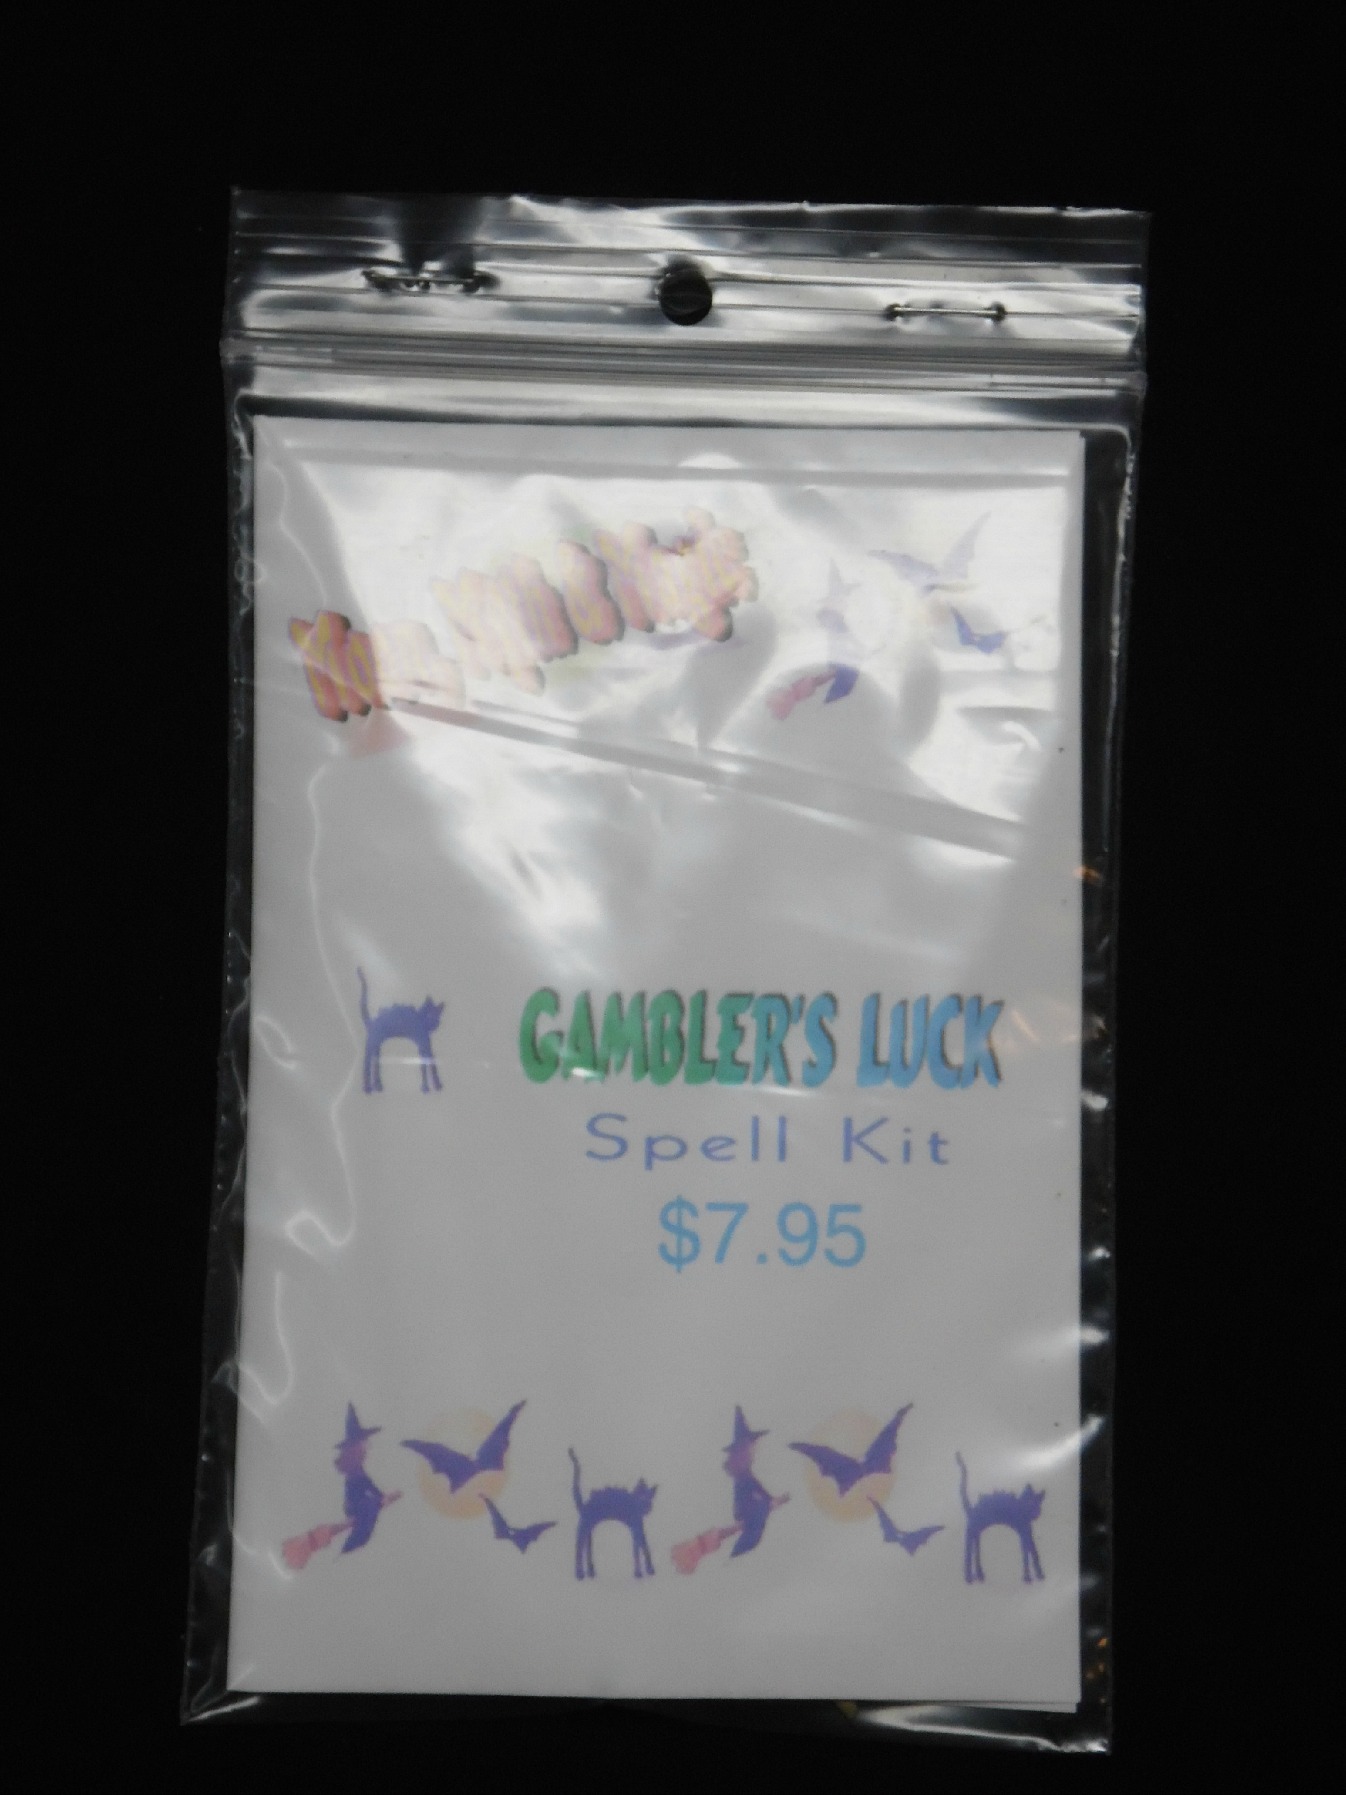 GAMBLER'S LUCK
Spell Kit
$7.95